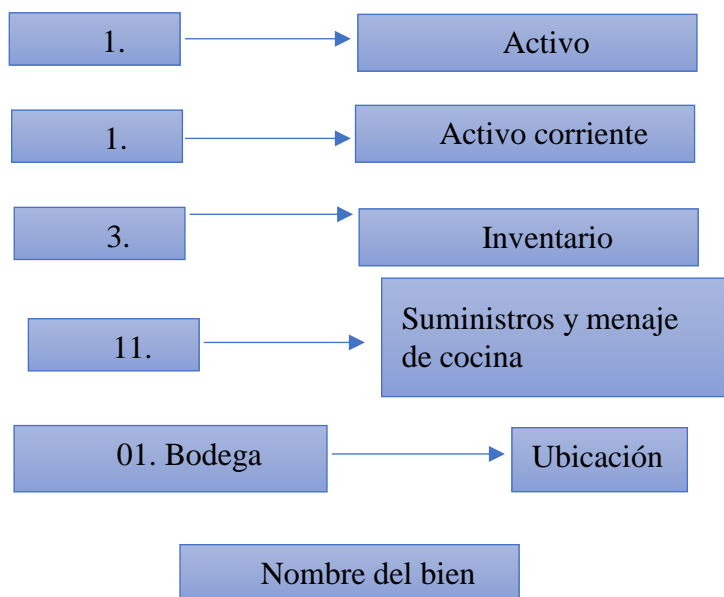 1. Activo
1. Activo corriente
3. Inventario
11. Suministros y menaje
de cocina
01. Bodega Ubicación
Nombre del bien